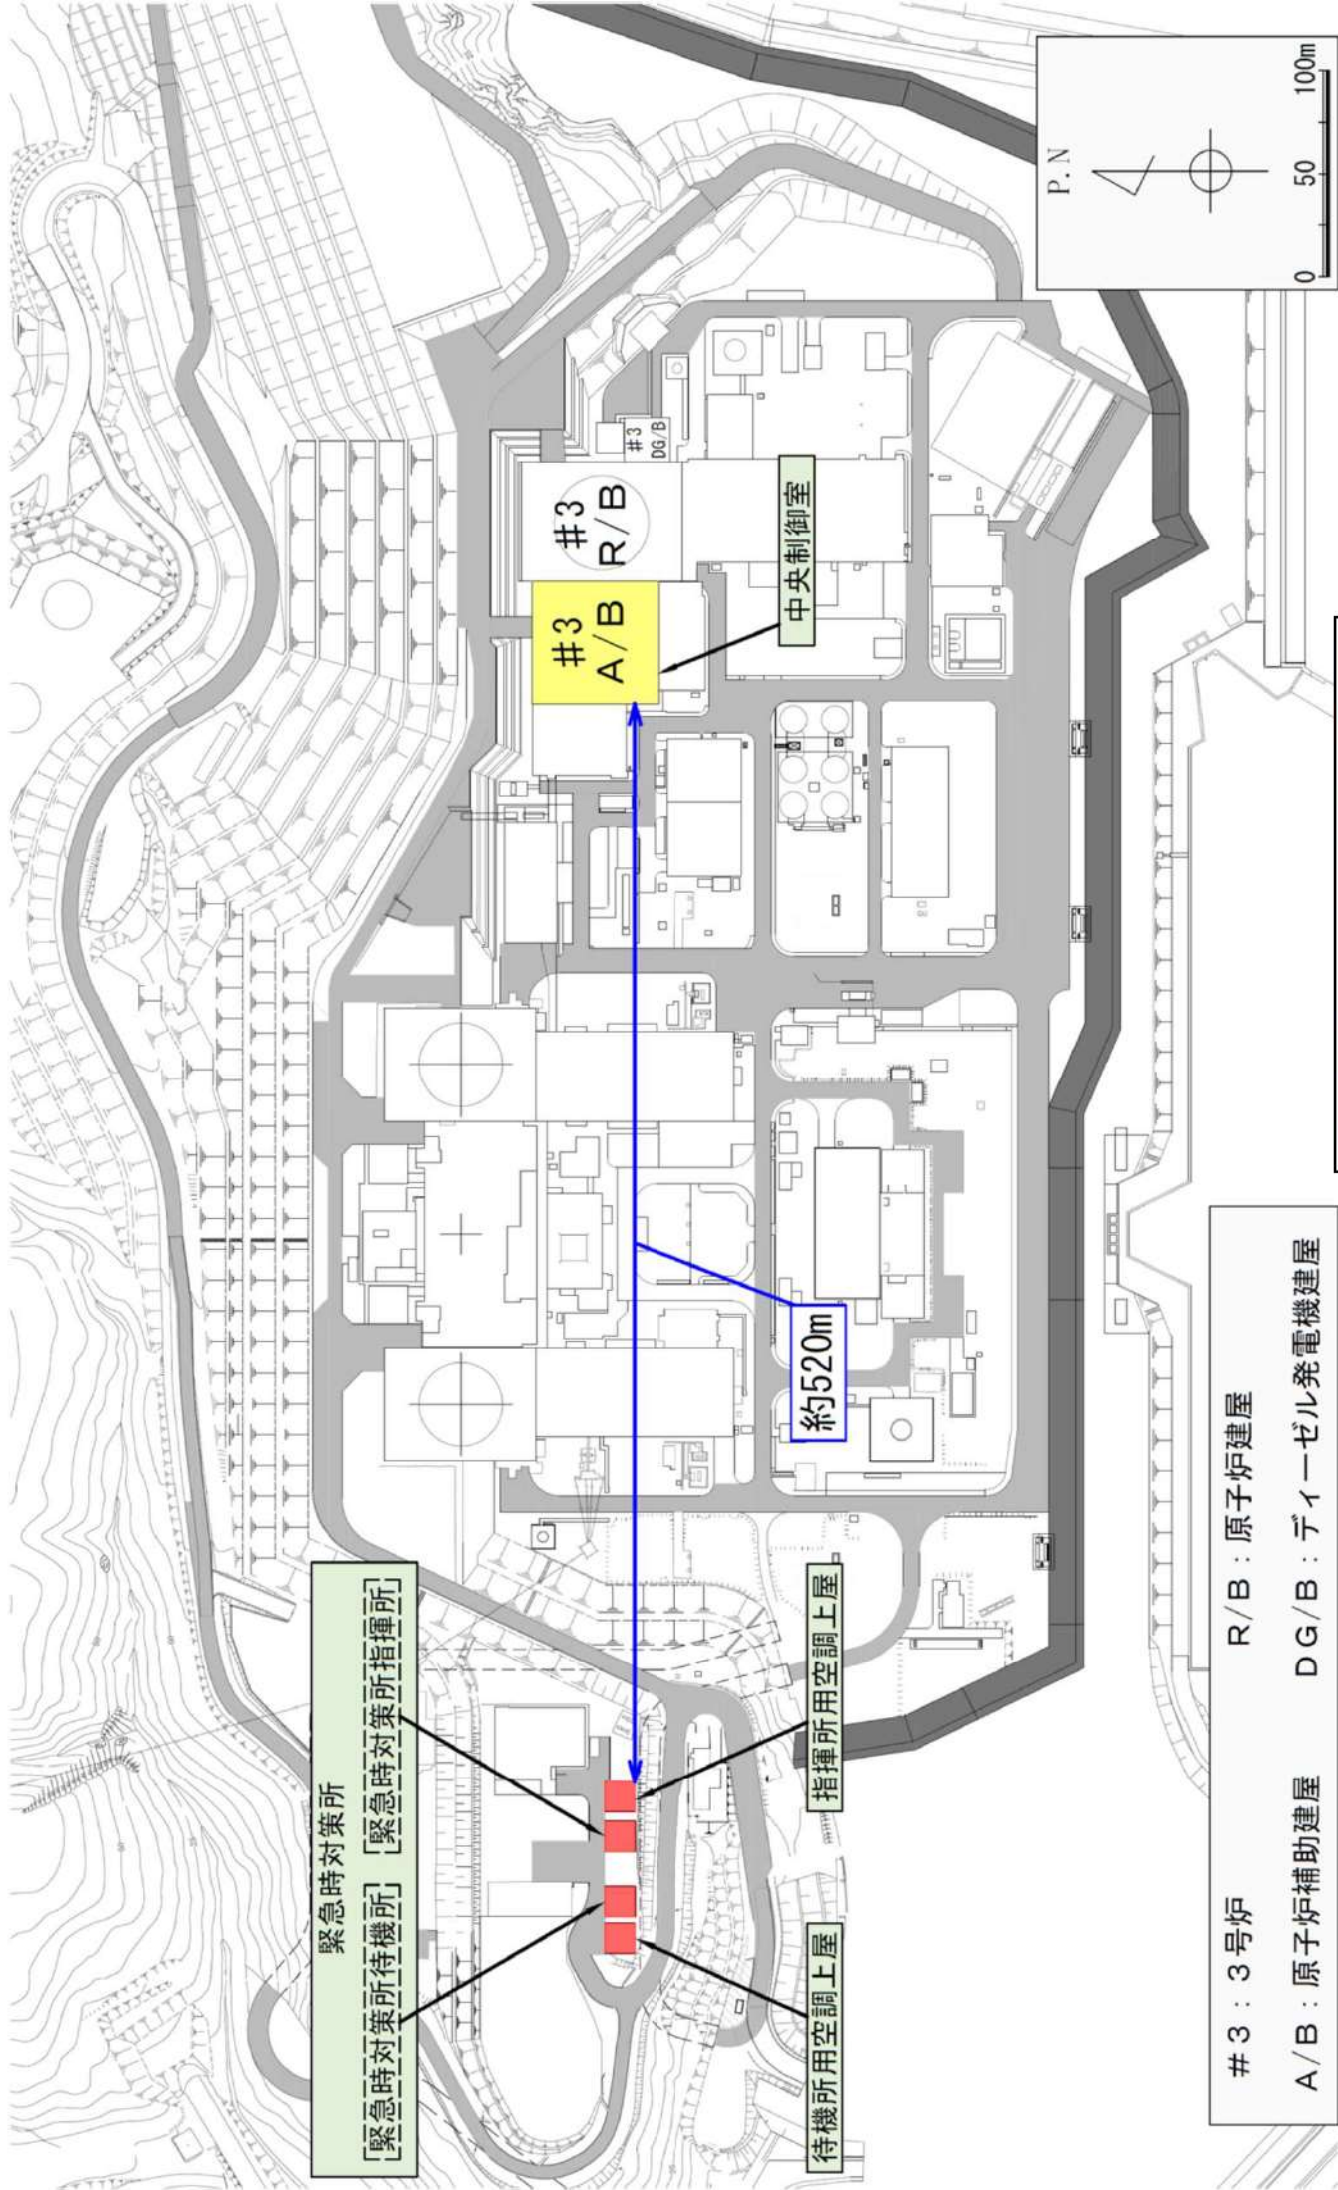 緊急時対策所
[緊急時対策所待機所] [緊急時対策所指揮所]
待機所用空調上屋
指揮所用空調上屋
約520m
#3
A/B
#3
R/B
#3
DG/B
中央制御室
P.N
0 50 100m
#3：3号炉 R/B：原子炉建屋
A/B：原子炉補助建屋 DG/B：ディーゼル発電機建屋